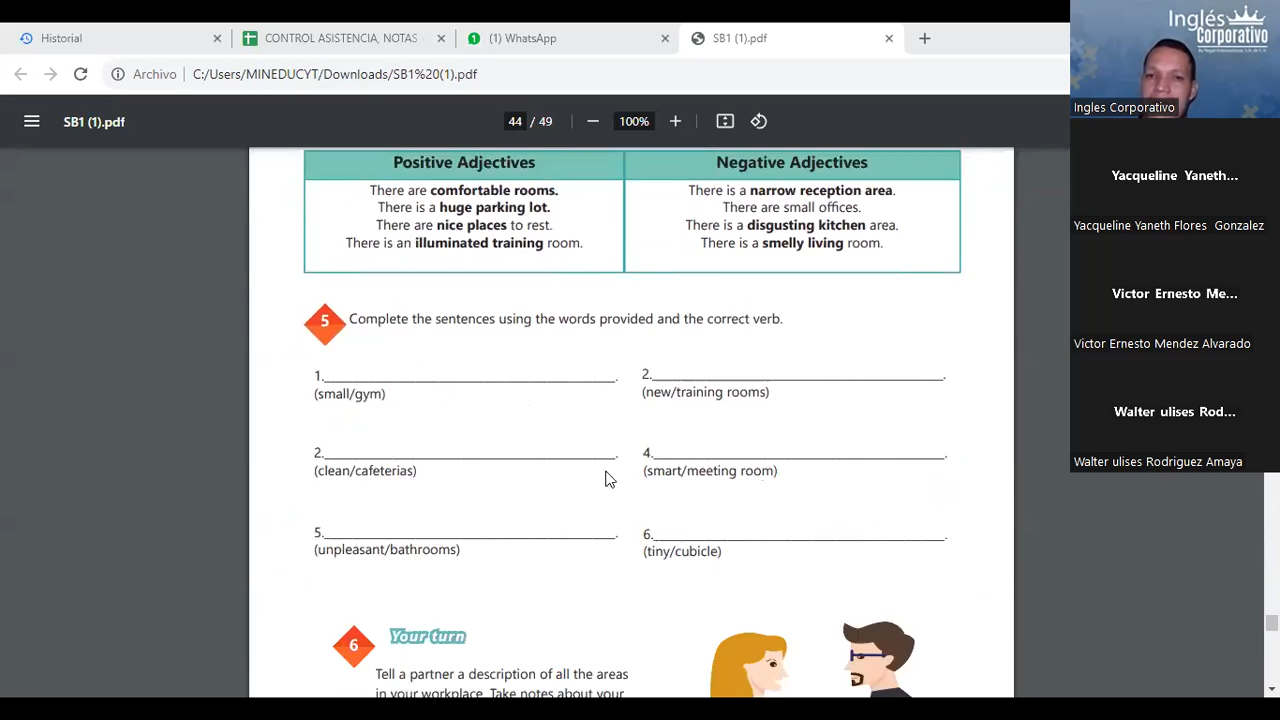 Historial
CONTROL ASISTENCIA, NOTAS
(1) WhatsApp
SB1 (1).pdf
Archivo
C:/Users/MINEDUCYT/Downloads/SB1%20(1).pdf
SB1 (1).pdf
44 / 49
100%
Positive Adjectives
There are comfortable rooms.
There is a huge parking lot.
There are nice places to rest.
There is an illuminated training room.
Negative Adjectives
There is a narrow reception area.
There are small offices.
There is a disgusting kitchen area.
There is a smelly living room.
5
Complete the sentences using the words provided and the correct verb.
1.______________________________________.
(small/gym)
2.______________________________________.
(new/training rooms)
2.______________________________________.
(clean/cafeterias)
4.______________________________________.
(smart/meeting room)
5.______________________________________.
(unpleasant/bathrooms)
6.______________________________________.
(tiny/cubicle)
6
Your turn
Tell a partner a description of all the areas
in your workplace. Take notes about your
Inglés
Corporativo
Ingles Corporativo
Yacqueline Yaneth...
Yacqueline Yaneth Flores Gonzalez
Victor Ernesto Me...
Victor Ernesto Mendez Alvarado
Walter ulises Rod...
Walter ulises Rodriguez Amaya